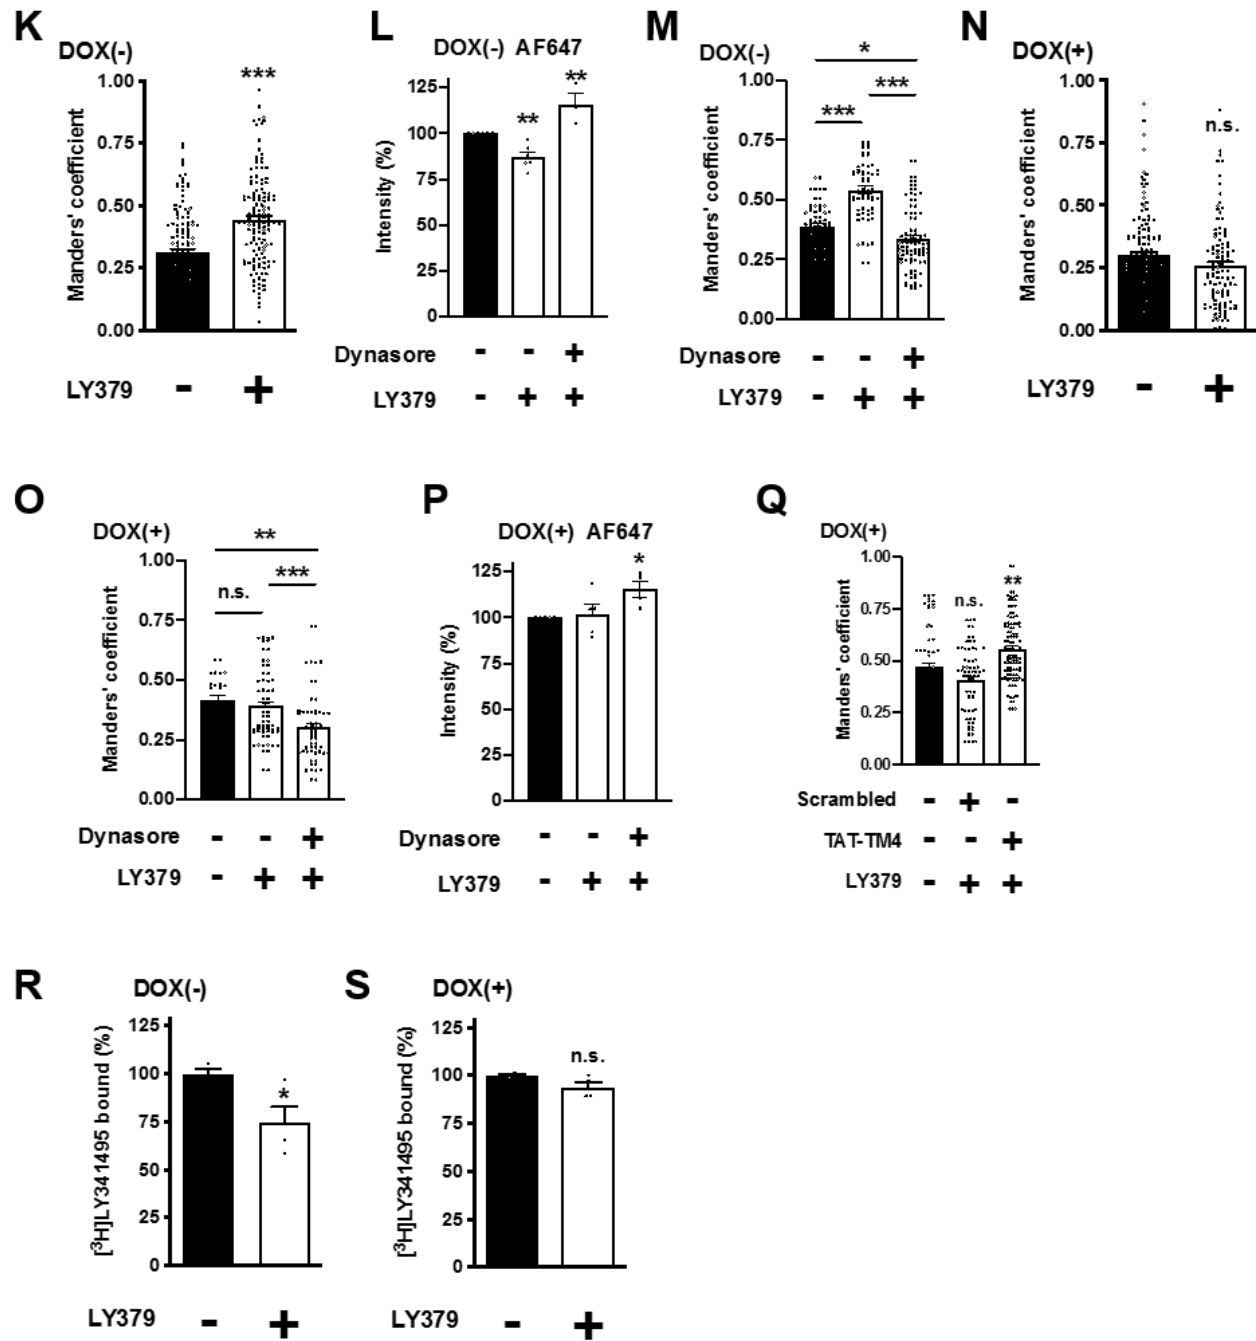 K
DOX(-)
***
1.00
0.75
0.50
0.25
0.00
Manders' coefficient
LY379 - +
L
DOX(-) AF647
**
**
125
100
75
50
25
0
Intensity (%)
Dynasore - - +
LY379 - + +
M
DOX(-)
*
***
***
1.00
0.75
0.50
0.25
0.00
Manders' coefficient
Dynasore - - +
LY379 - + +
N
DOX(+)
n.s.
1.00
0.75
0.50
0.25
0.00
Manders' coefficient
LY379 - +
O
DOX(+)
**
***
n.s.
1.00
0.75
0.50
0.25
0.00
Manders' coefficient
Dynasore - - +
LY379 - + +
P
DOX(+) AF647
*
125
100
75
50
25
0
Intensity (%)
Dynasore - - +
LY379 - + +
Q
DOX(+)
n.s.
**
1.00
0.75
0.50
0.25
0.00
Manders' coefficient
Scrambled - + -
TAT-TM4 - - +
LY379 - + +
R
DOX(-)
*
125
100
75
50
25
0
[³H]LY341495 bound (%)
LY379 - +
S
DOX(+)
n.s.
125
100
75
50
25
0
[³H]LY341495 bound (%)
LY379 - +